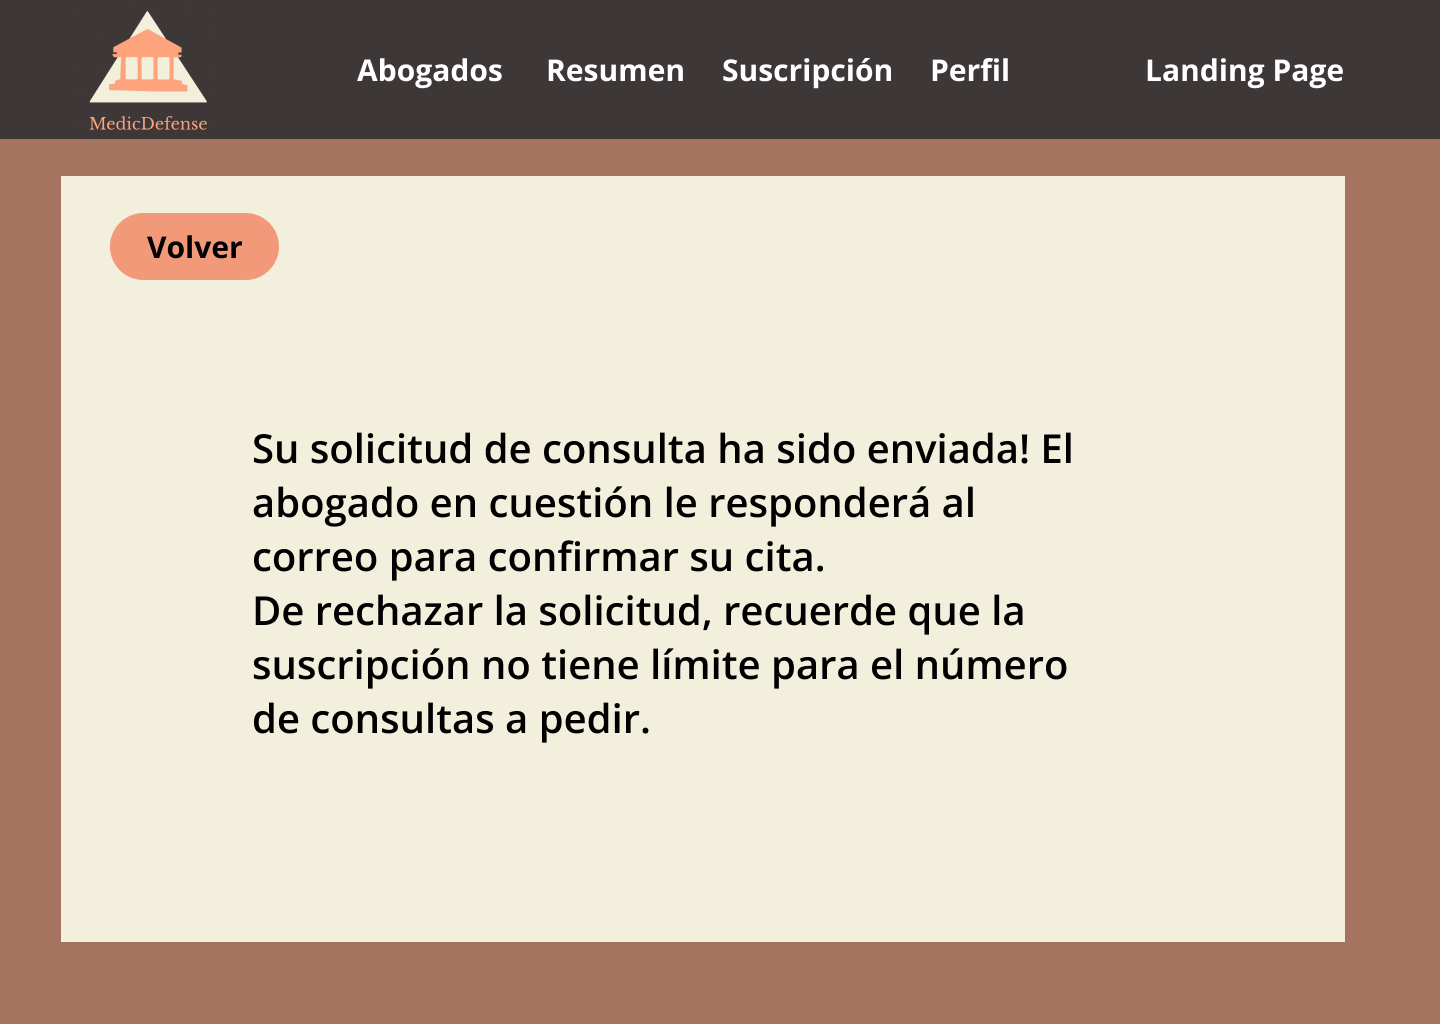 Abogados Resumen Suscripción Perfil Landing Page
MedicDefense
Volver
Su solicitud de consulta ha sido enviada! El
abogado en cuestión le responderá al
correo para confirmar su cita.
De rechazar la solicitud, recuerde que la
suscripción no tiene límite para el número
de consultas a pedir.